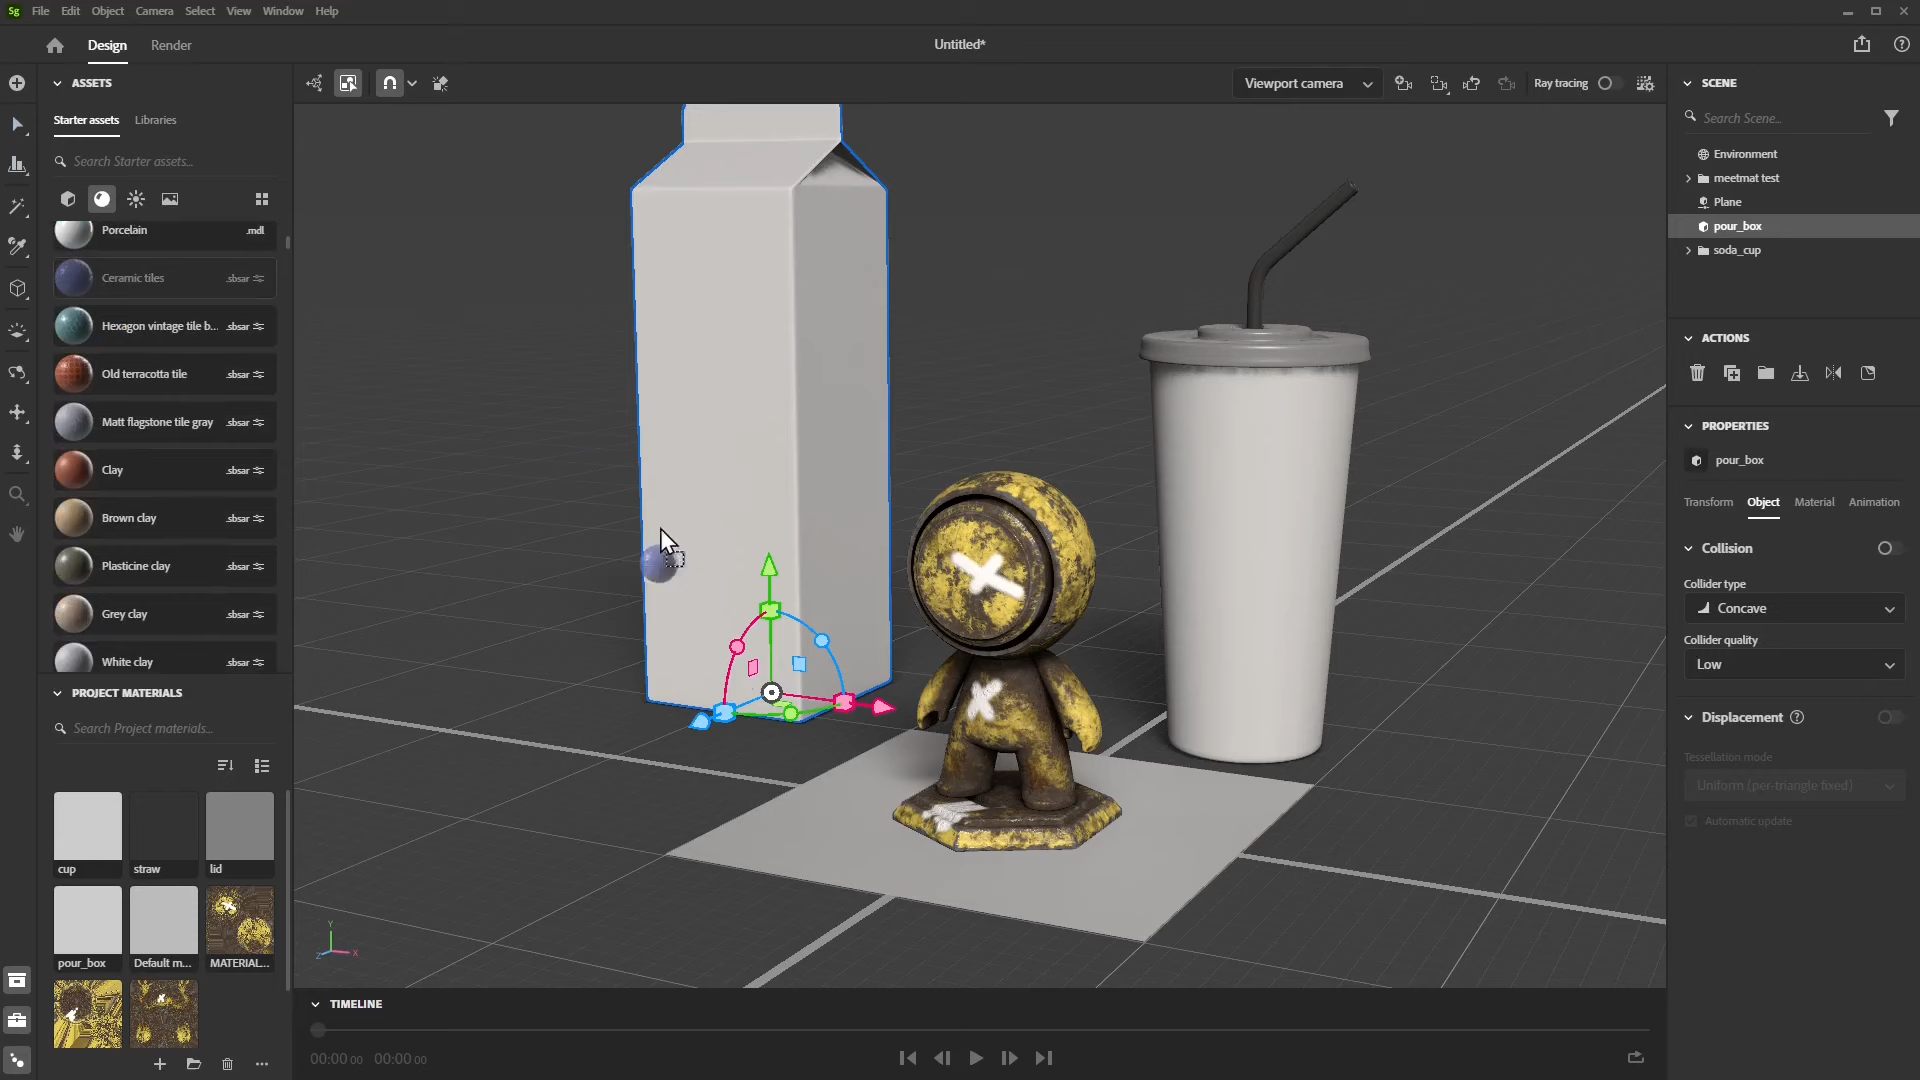 Sg File Edit Object Camera Select View Window Help
Design Render
Untitled*
ASSETS
Starter assets Libraries
Search Starter assets...
Porcelain .mdl
Ceramic tiles .sbsar
Hexagon vintage tile b... .sbsar
Old terracotta tile .sbsar
Matt flagstone tile gray .sbsar
Clay .sbsar
Brown clay .sbsar
Plasticine clay .sbsar
Grey clay .sbsar
White clay .sbsar
PROJECT MATERIALS
Search Project materials...
cup straw lid
pour_box Default m... MATERIAL...
Viewport camera
Ray tracing
Y
Z X
TIMELINE
00:00 00 00:00 00
SCENE
Search Scene...
Environment
meetmat test
Plane
pour_box
soda_cup
ACTIONS
PROPERTIES
pour_box
Transform Object Material Animation
Collision
Collider type
Concave
Collider quality
Low
Displacement
Tessellation mode
Uniform (per-triangle fixed)
Automatic update